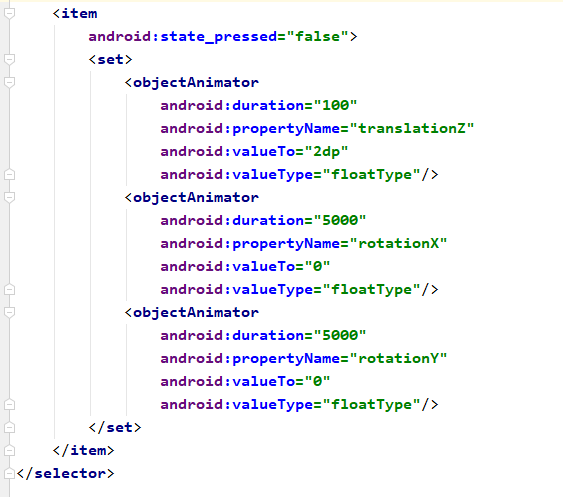 <item
android:state_pressed="false">
<set>
<objectAnimator
android:duration="100"
android:propertyName="translationZ"
android:valueTo="2dp"
android:valueType="floatType"/>
<objectAnimator
android:duration="5000"
android:propertyName="rotationX"
android:valueTo="0"
android:valueType="floatType"/>
<objectAnimator
android:duration="5000"
android:propertyName="rotationY"
android:valueTo="0"
android:valueType="floatType"/>
</set>
</item>
</selector>